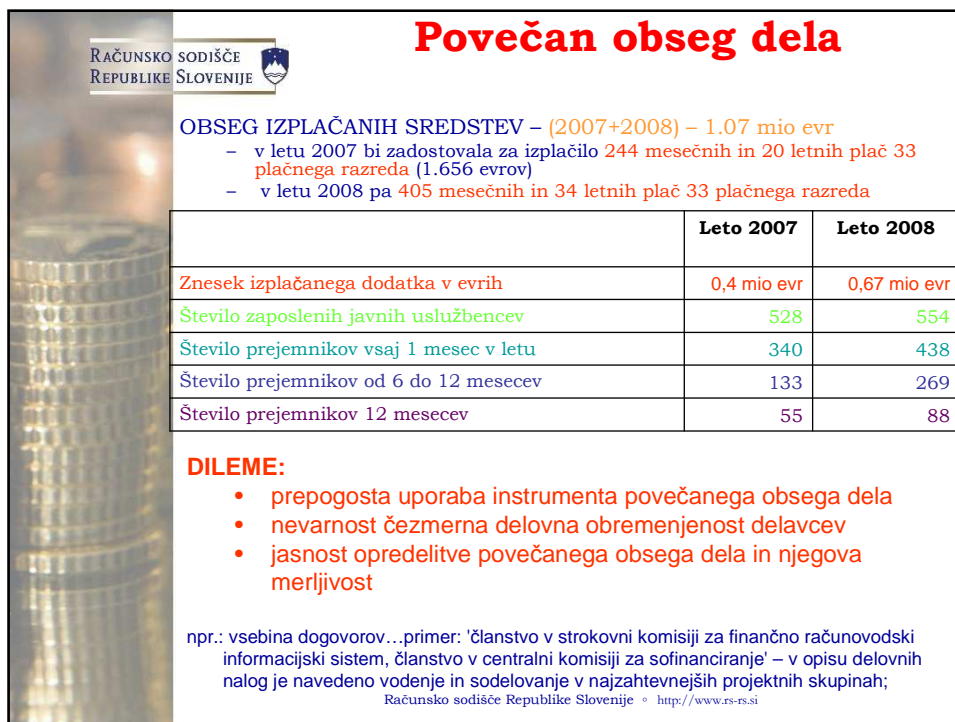 Povečan obseg dela
RAČUNSKO SODIŠČE
REPUBLIKE SLOVENIJE
OBSEG IZPLAČANIH SREDSTEV – (2007+2008) – 1.07 mio evr
– v letu 2007 bi zadostovala za izplačilo 244 mesečnih in 20 letnih plač 33
plačnega razreda (1.656 evrov)
– v letu 2008 pa 405 mesečnih in 34 letnih plač 33 plačnega razreda
Leto 2007 Leto 2008
Znesek izplačanega dodatka v evrih 0,4 mio evr 0,67 mio evr
Število zaposlenih javnih uslužbencev 528 554
Število prejemnikov vsaj 1 mesec v letu 340 438
Število prejemnikov od 6 do 12 mesecev 133 269
Število prejemnikov 12 mesecev 55 88
DILEME:
• prepogosta uporaba instrumenta povečanega obsega dela
• nevarnost čezmerna delovna obremenjenost delavcev
• jasnost opredelitve povečanega obsega dela in njegova
merljivost
npr.: vsebina dogovorov…primer: 'članstvo v strokovni komisiji za finančno računovodski
informacijski sistem, članstvo v centralni komisiji za sofinanciranje' – v opisu delovnih
nalog je navedeno vodenje in sodelovanje v najzahtevnejših projektnih skupinah;
Računsko sodišče Republike Slovenije ◦ http://www.rs-rs.si